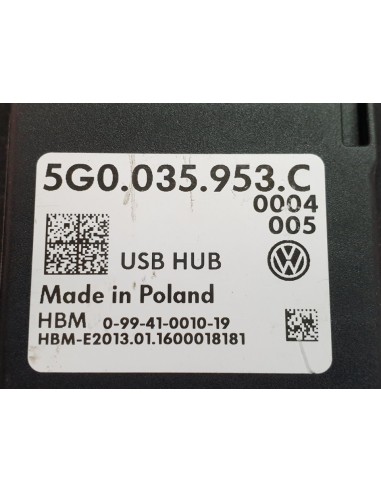 5G0.035.953.C
0004
005
USB HUB
Made in Poland
HBM 0-99-41-0010-19
HBM-E2013.01.1600018181